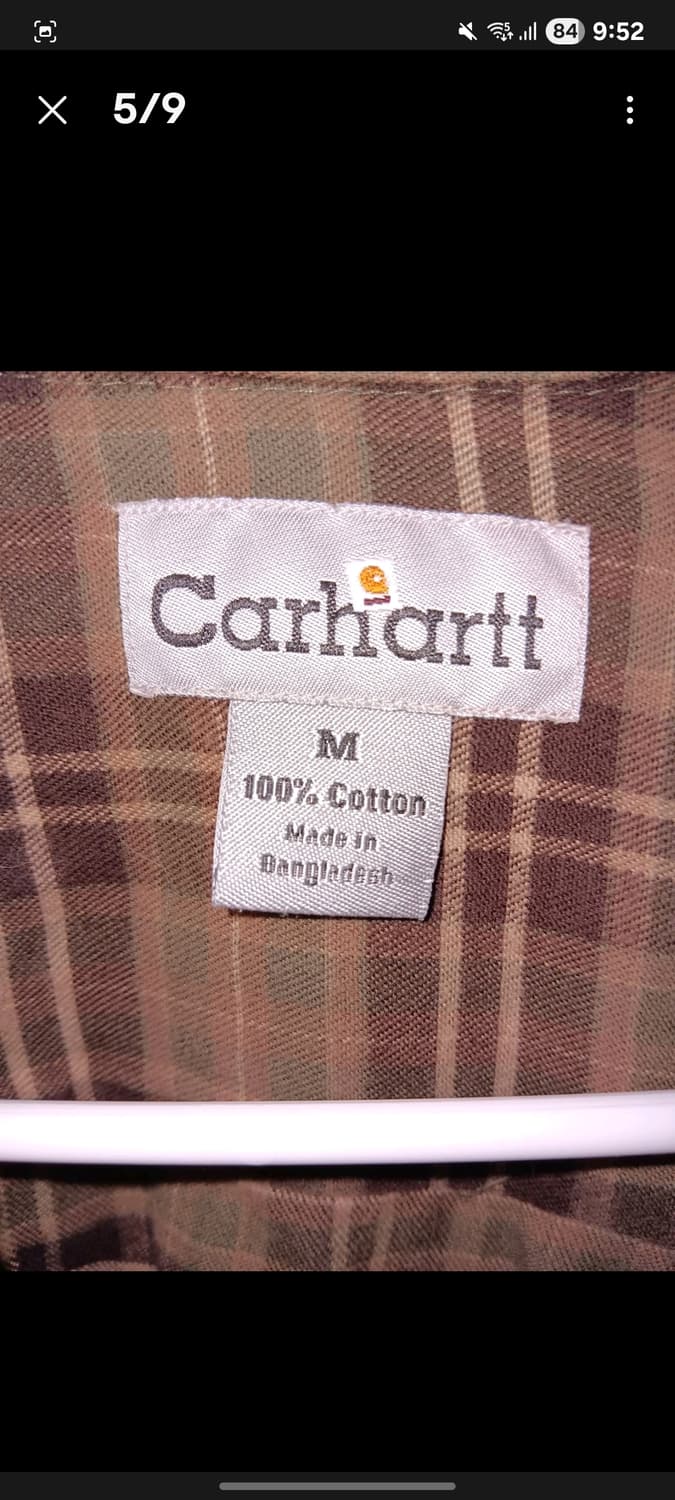 84 9:52
5/9
Carhartt
M
100% Cotton
Made in
Bangladesh